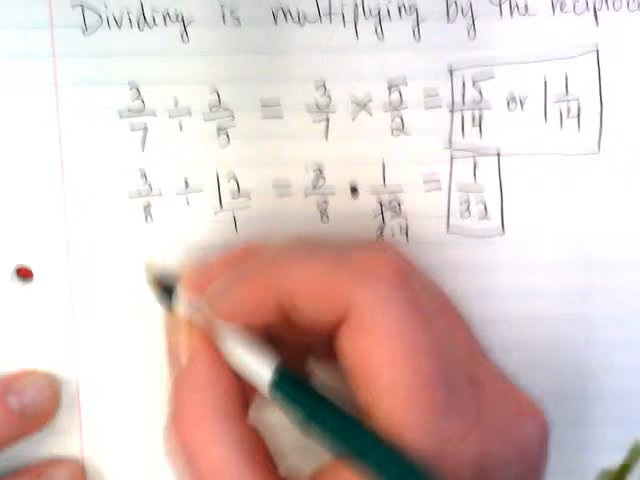 Dividing is multiplying by the reciproc
3/7 ÷ 2/5 = 3/7 × 5/2 = 15/14 or 1 1/14
3/8 ÷ 12/1 = 3/8 · 1/12 = 1/32